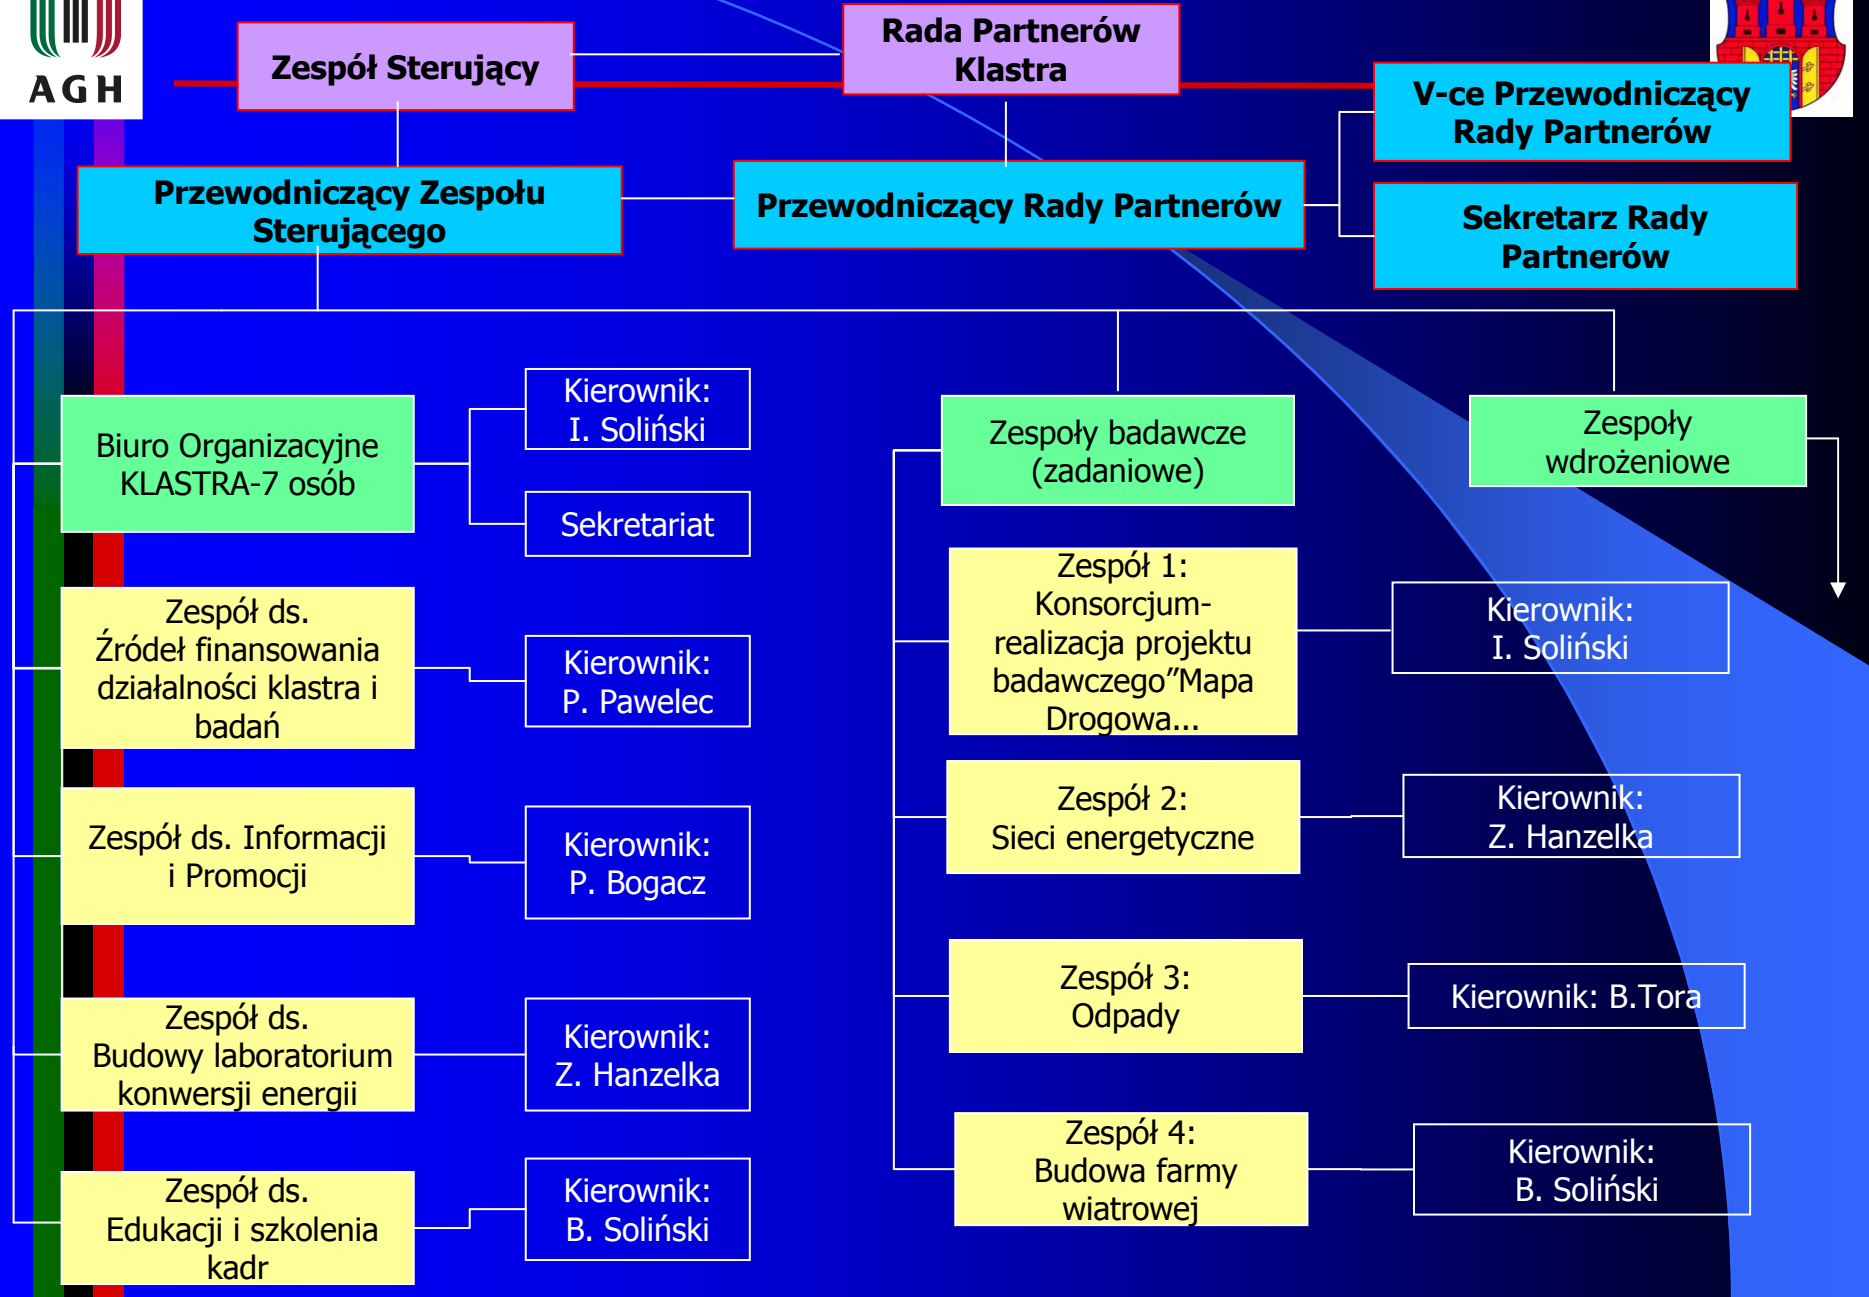 AGH
Zespół Sterujący
Rada Partnerów
Klastra
V-ce Przewodniczący
Rady Partnerów
Przewodniczący Zespołu
Sterującego
Przewodniczący Rady Partnerów
Sekretarz Rady
Partnerów
Biuro Organizacyjne
KLASTRA-7 osób
Kierownik:
I. Soliński
Sekretariat
Zespół ds.
Źródeł finansowania
działalności klastra i
badań
Kierownik:
P. Pawelec
Zespół ds. Informacji
i Promocji
Kierownik:
P. Bogacz
Zespół ds.
Budowy laboratorium
konwersji energii
Kierownik:
Z. Hanzelka
Zespół ds.
Edukacji i szkolenia
kadr
Kierownik:
B. Soliński
Zespoły badawcze
(zadaniowe)
Zespół 1:
Konsorcjum-
realizacja projektu
badawczego”Mapa
Drogowa...
Kierownik:
I. Soliński
Zespół 2:
Sieci energetyczne
Kierownik:
Z. Hanzelka
Zespół 3:
Odpady
Kierownik: B.Tora
Zespół 4:
Budowa farmy
wiatrowej
Kierownik:
B. Soliński
Zespoły
wdrożeniowe